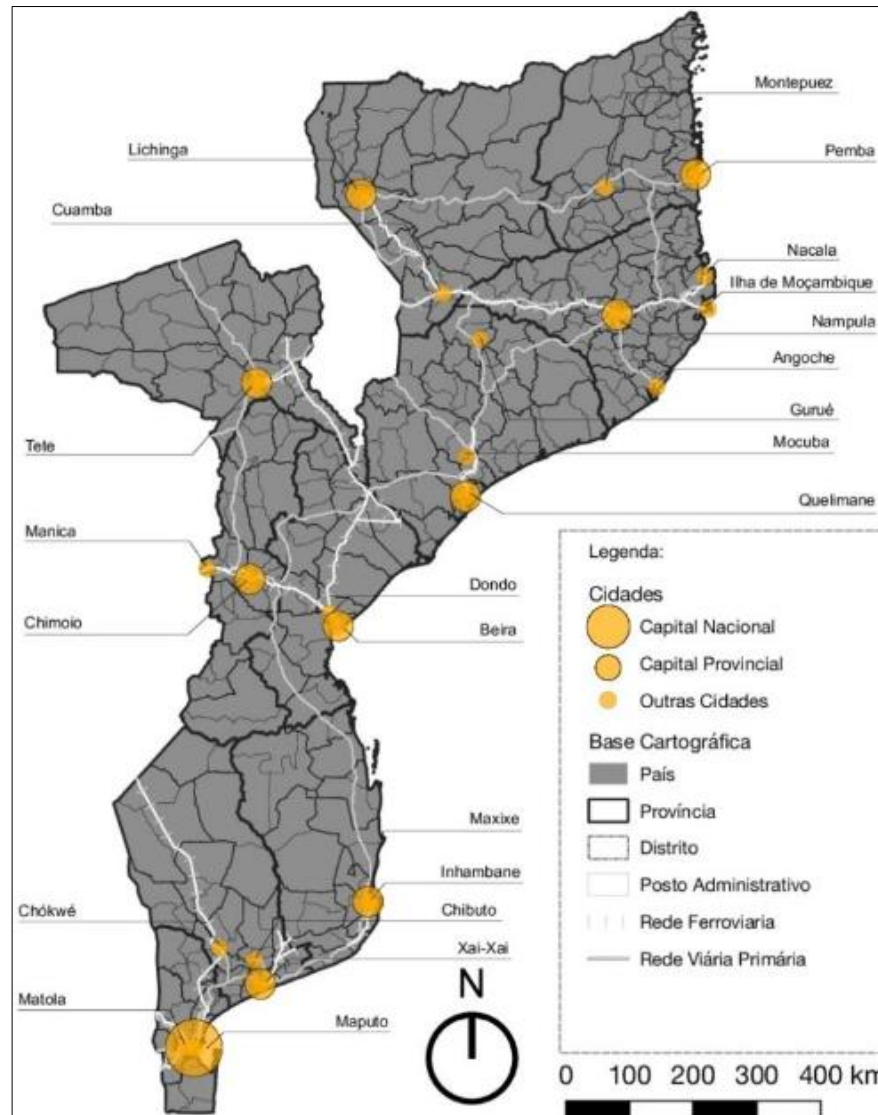 Montepuez
Lichinga
Pemba
Cuamba
Nacala
Ilha de Moçambique
Nampula
Angoche
Gurué
Tete
Mocuba
Quelimane
Manica
Dondo
Chimoio
Beira
Maxixe
Inhambane
Chókwé
Chibuto
Xai-Xai
Matola
Maputo
N
Legenda:
Cidades
Capital Nacional
Capital Provincial
Outras Cidades
Base Cartográfica
País
Província
Distrito
Posto Administrativo
Rede Ferroviaria
Rede Viária Primária
0 100 200 400 km